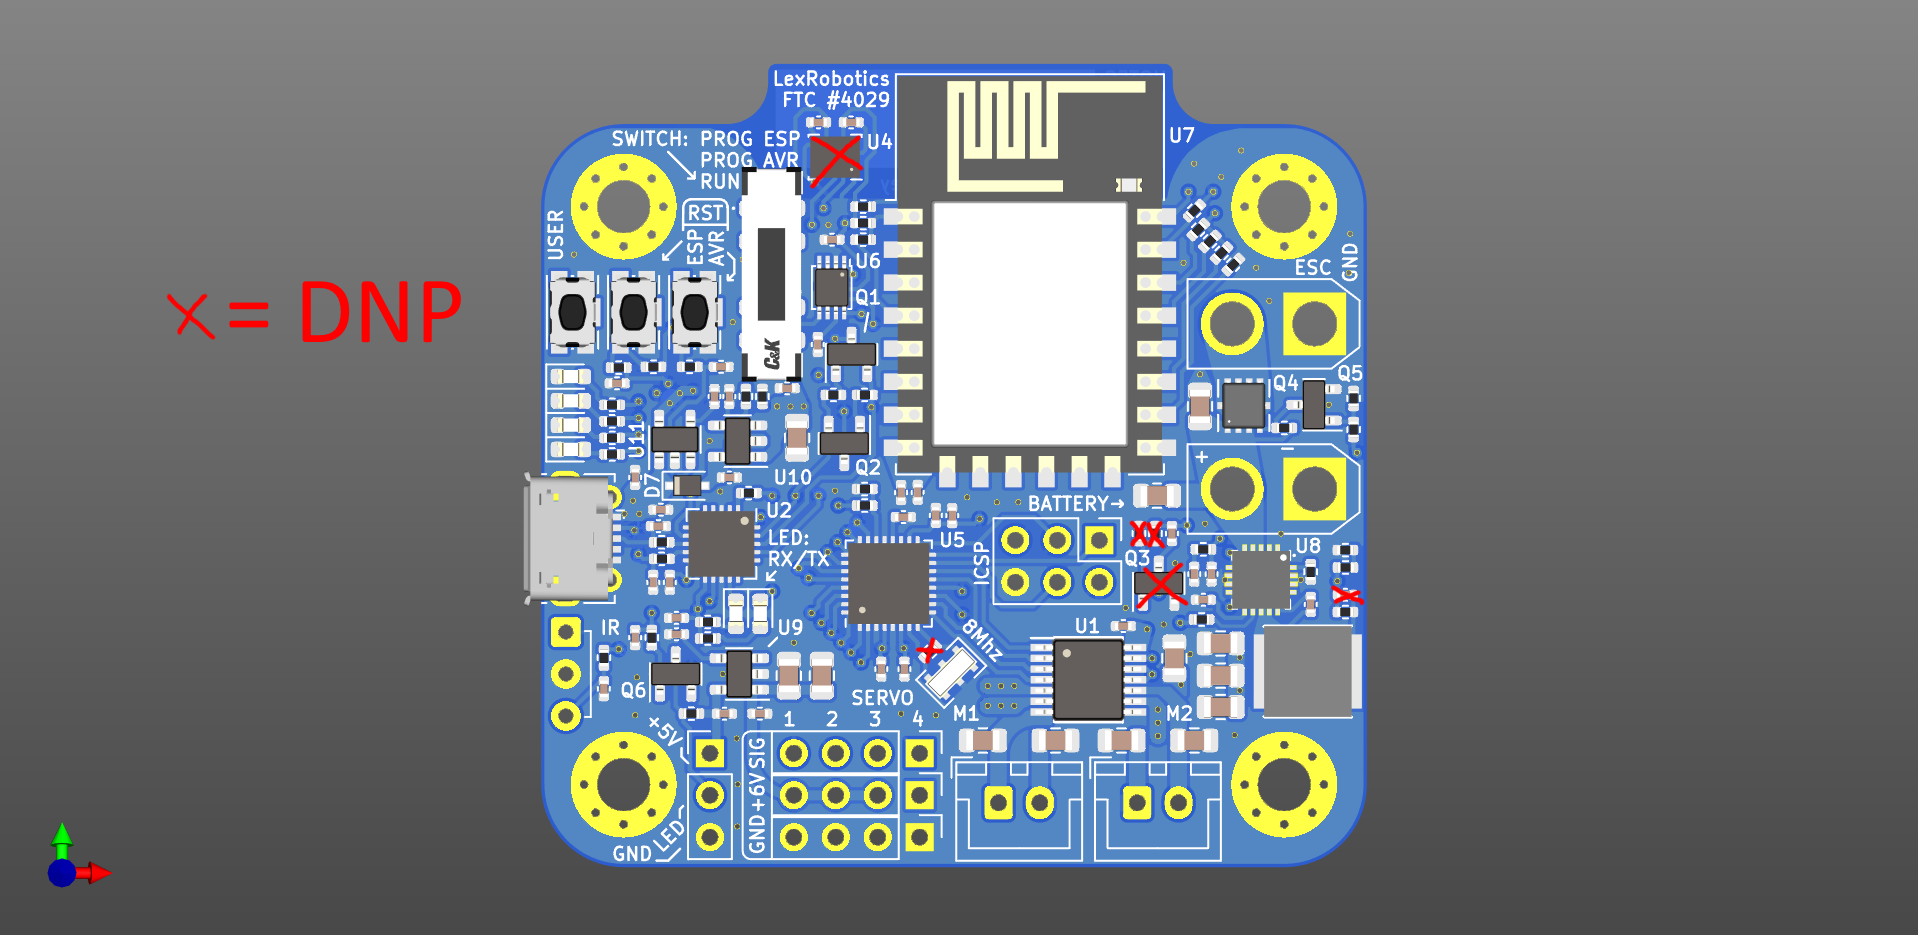 LexRobotics
FTC #4029
SWITCH: PROG ESP
PROG AVR
RUN
U4
U7
USER
RST
ESP
AVR
U6
Q1
C&K
ESC
GND
x = DNP
Q4
Q5
U11
Q2
U10
D7
+
-
BATTERY→
U2
LED:
RX/TX
U5
ICSP
Q3
U8
IR
U9
8Mhz
U1
Q6
SERVO
1 2 3 4
M1
M2
+5V
SIG
+6V
GND
LED
GND